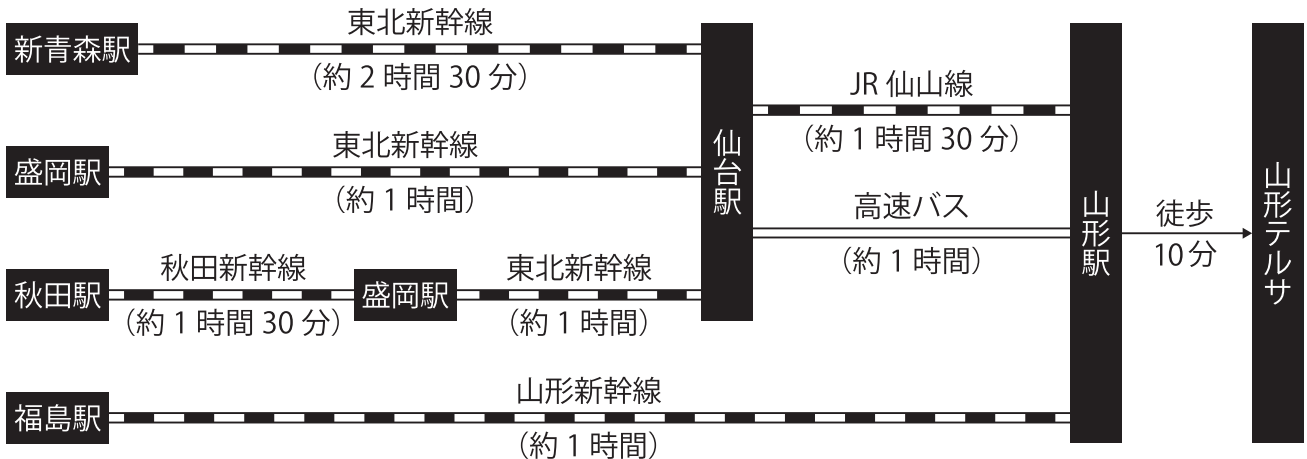 新青森駅
東北新幹線
（約 2 時間 30 分）
盛岡駅
東北新幹線
（約 1 時間）
秋田駅
秋田新幹線
（約 1 時間 30 分）
盛岡駅
東北新幹線
（約 1 時間）
仙台駅
JR 仙山線
（約 1 時間 30 分）
高速バス
（約 1 時間）
福島駅
山形新幹線
（約 1 時間）
山形駅
徒歩
10 分
山形テルサ